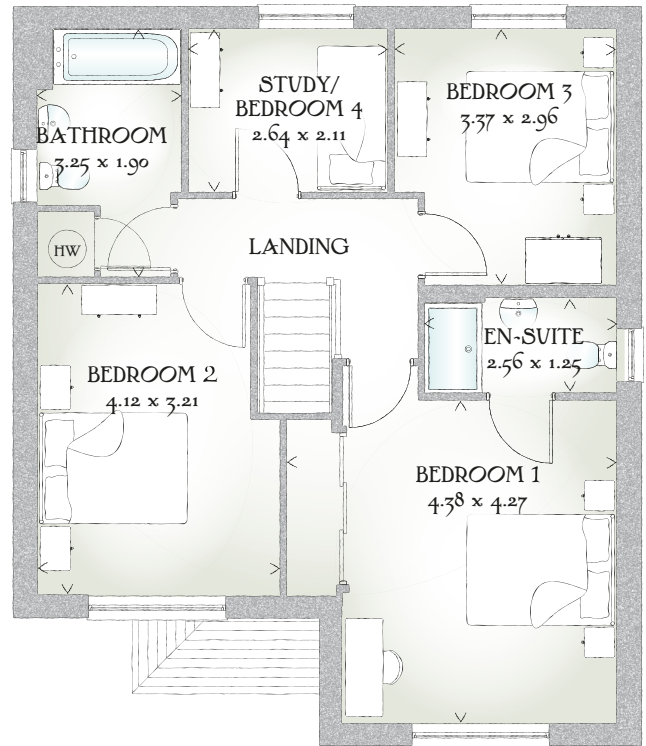 STUDY/
BEDROOM 4
2.64 x 2.11
BEDROOM 3
3.37 x 2.96
BATHROOM
3.25 x 1.90
HW
LANDING
EN-SUITE
2.56 x 1.25
BEDROOM 2
4.12 x 3.21
BEDROOM 1
4.38 x 4.27